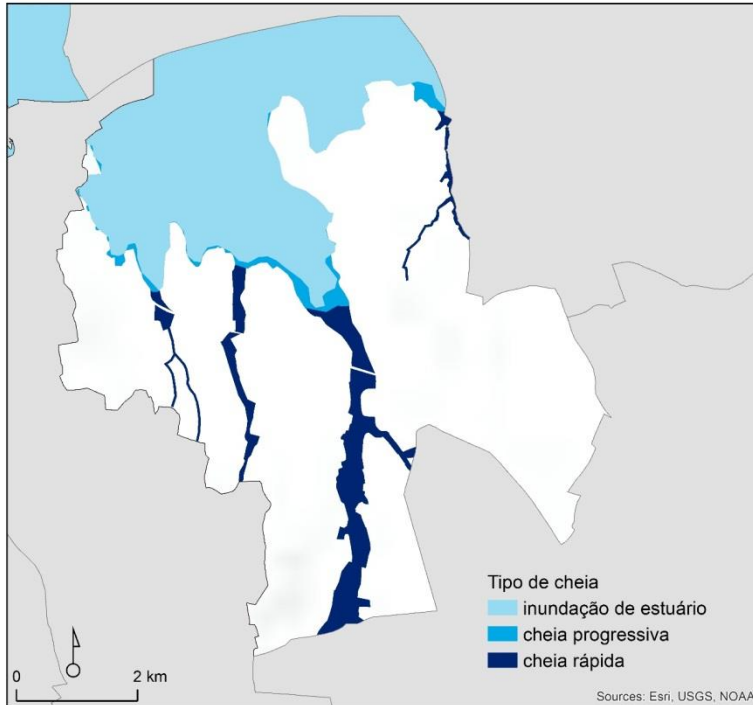 Tipo de cheia
inundação de estuário
cheia progressiva
cheia rápida
0 2 km
Sources: Esri, USGS, NOAA